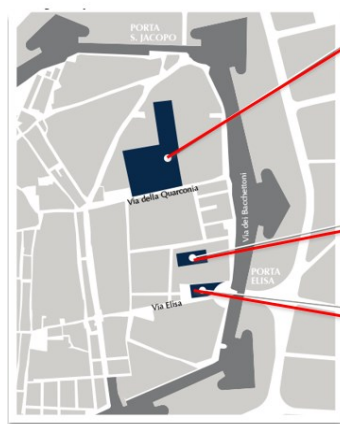 PORTA
S. JACOPO
Via della Quarconia
Via dei Bacchettoni
PORTA
ELISA
Via Elisa